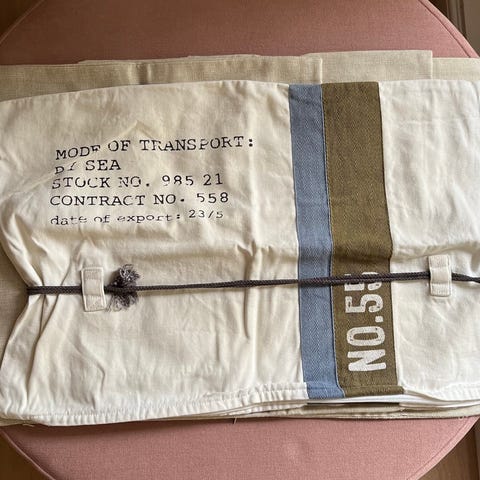 MODE OF TRANSPORT:
BY SEA
STOCK NO. 985 21
CONTRACT NO. 558
date of export: 23/5
NO.55